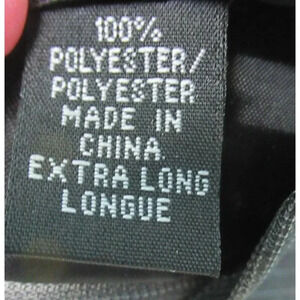 100%
POLYESTER/
POLYESTER
MADE IN
CHINA
EXTRA LONG
LONGUE